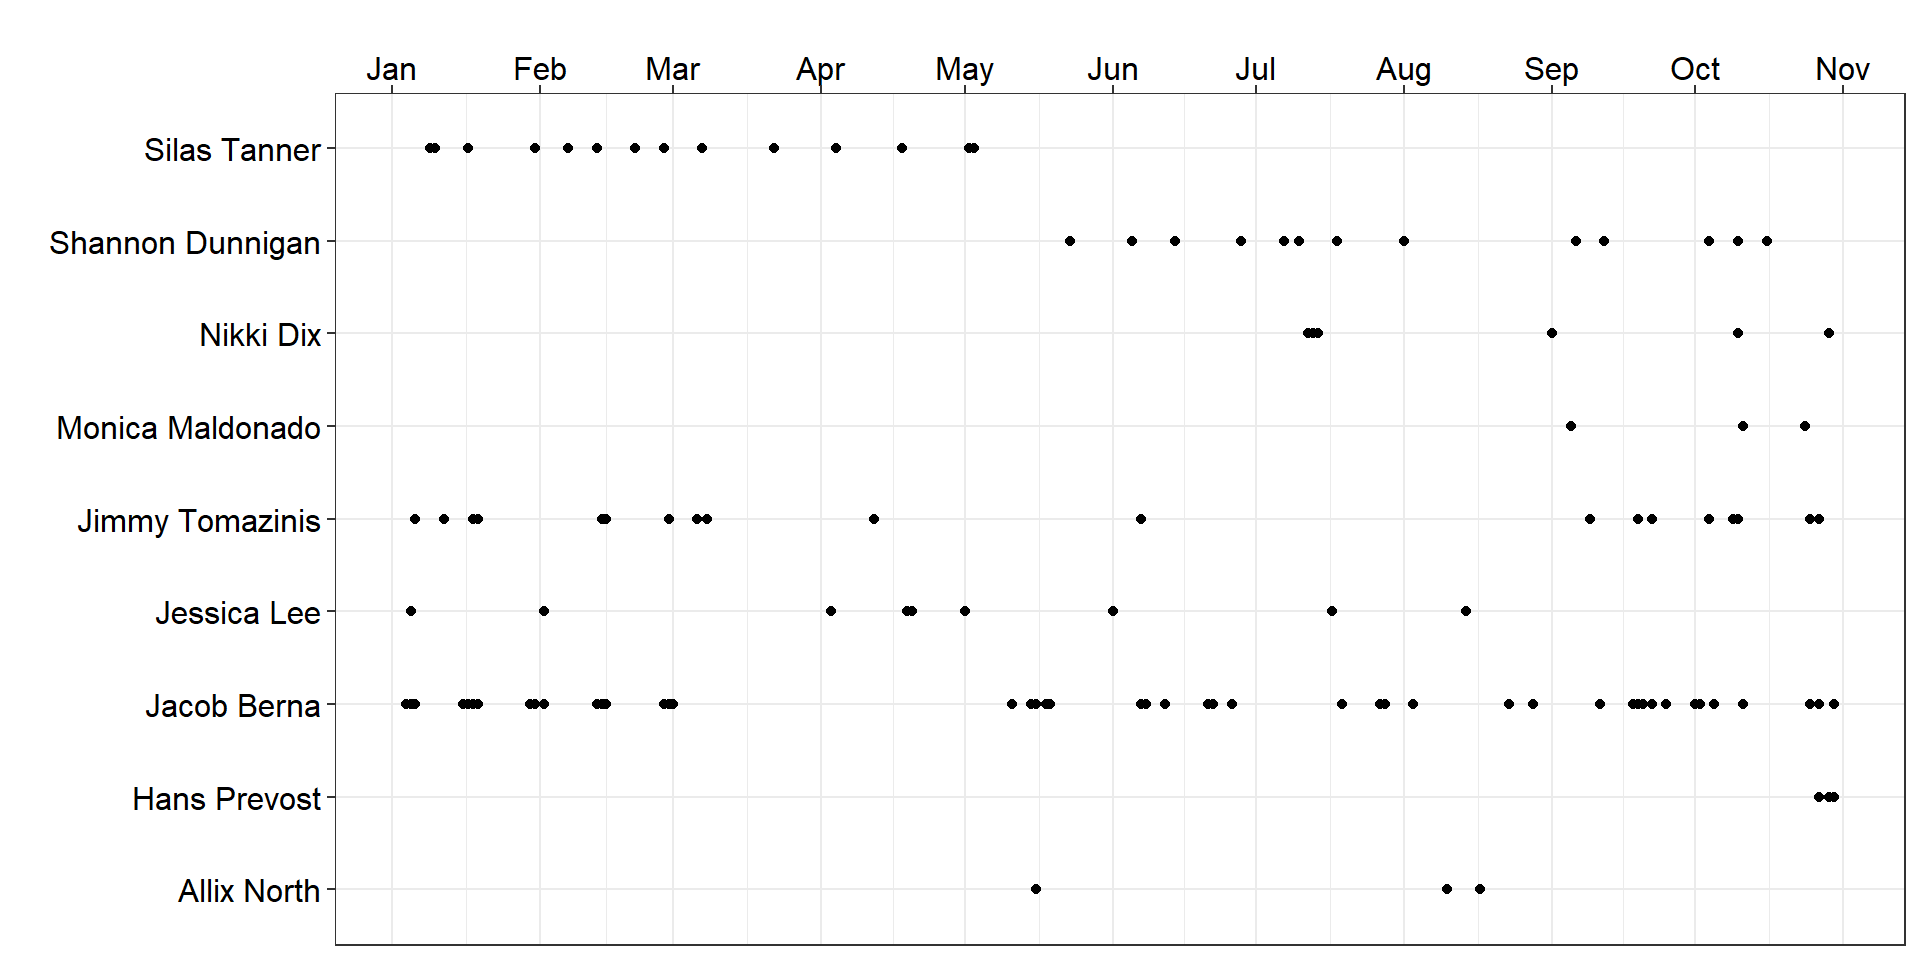 Jan Feb Mar Apr May Jun Jul Aug Sep Oct Nov
Silas Tanner
Shannon Dunnigan
Nikki Dix
Monica Maldonado
Jimmy Tomazinis
Jessica Lee
Jacob Berna
Hans Prevost
Allix North